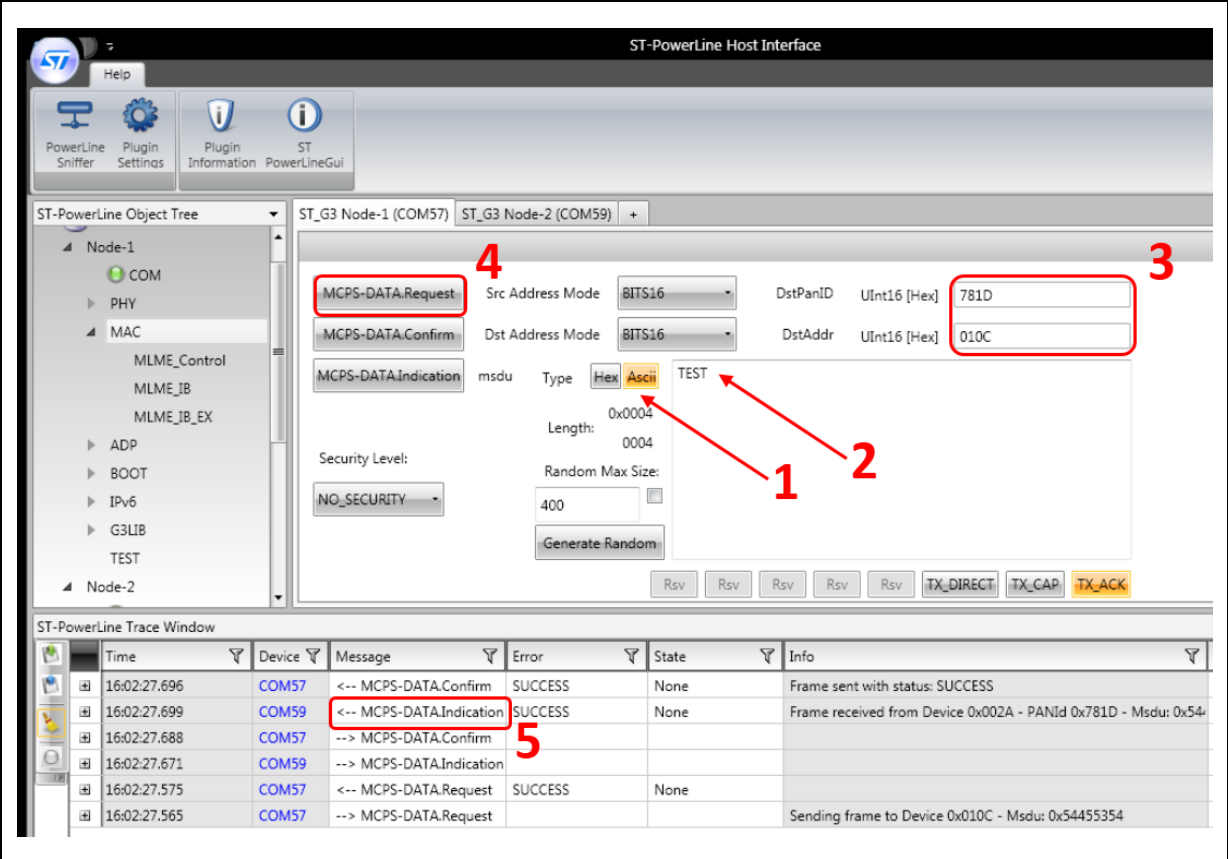 ST-PowerLine Host Interface
ST
Help
PowerLine Sniffer
Plugin Settings
Plugin Information
ST PowerLineGui
ST-PowerLine Object Tree
ST_G3 Node-1 (COM57) ST_G3 Node-2 (COM59) +
Node-1
COM
PHY
MAC
MLME_Control
MLME_IB
MLME_IB_EX
ADP
BOOT
IPv6
G3LIB
TEST
Node-2
4
3
MCPS-DATA.Request Src Address Mode BITS16 DstPanID UInt16 [Hex] 781D
MCPS-DATA.Confirm Dst Address Mode BITS16 DstAddr UInt16 [Hex] 010C
MCPS-DATA.Indication msdu Type Hex Ascii TEST
0x0004
Length:
0004
1
2
Security Level:
Random Max Size:
NO_SECURITY
400
Generate Random
Rsv Rsv Rsv Rsv Rsv TX_DIRECT TX_CAP TX_ACK
ST-PowerLine Trace Window
Time Device Message Error State Info
16:02:27.696 COM57 <-- MCPS-DATA.Confirm SUCCESS None Frame sent with status: SUCCESS
16:02:27.699 COM59 <-- MCPS-DATA.Indication SUCCESS None Frame received from Device 0x002A - PANId 0x781D - Msdu: 0x544
5
16:02:27.688 COM57 --> MCPS-DATA.Confirm
16:02:27.671 COM59 --> MCPS-DATA.Indication
16:02:27.575 COM57 <-- MCPS-DATA.Request SUCCESS None
16:02:27.565 COM57 --> MCPS-DATA.Request Sending frame to Device 0x010C - Msdu: 0x54455354